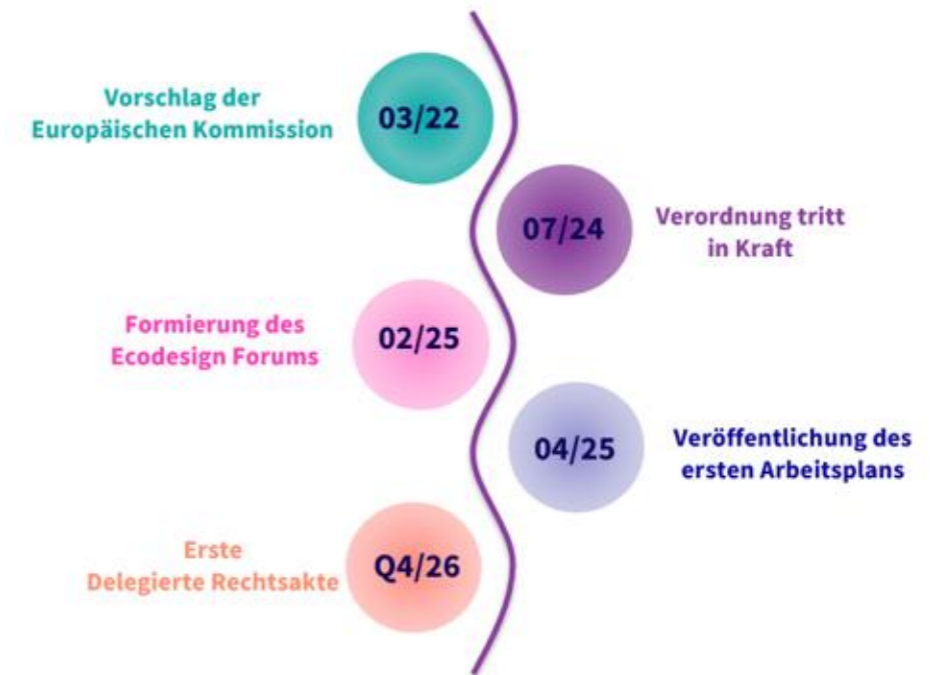 Vorschlag der
Europäischen Kommission
03/22
07/24
Verordnung tritt
in Kraft
Formierung des
Ecodesign Forums
02/25
04/25
Veröffentlichung des
ersten Arbeitsplans
Erste
Delegierte Rechtsakte
Q4/26